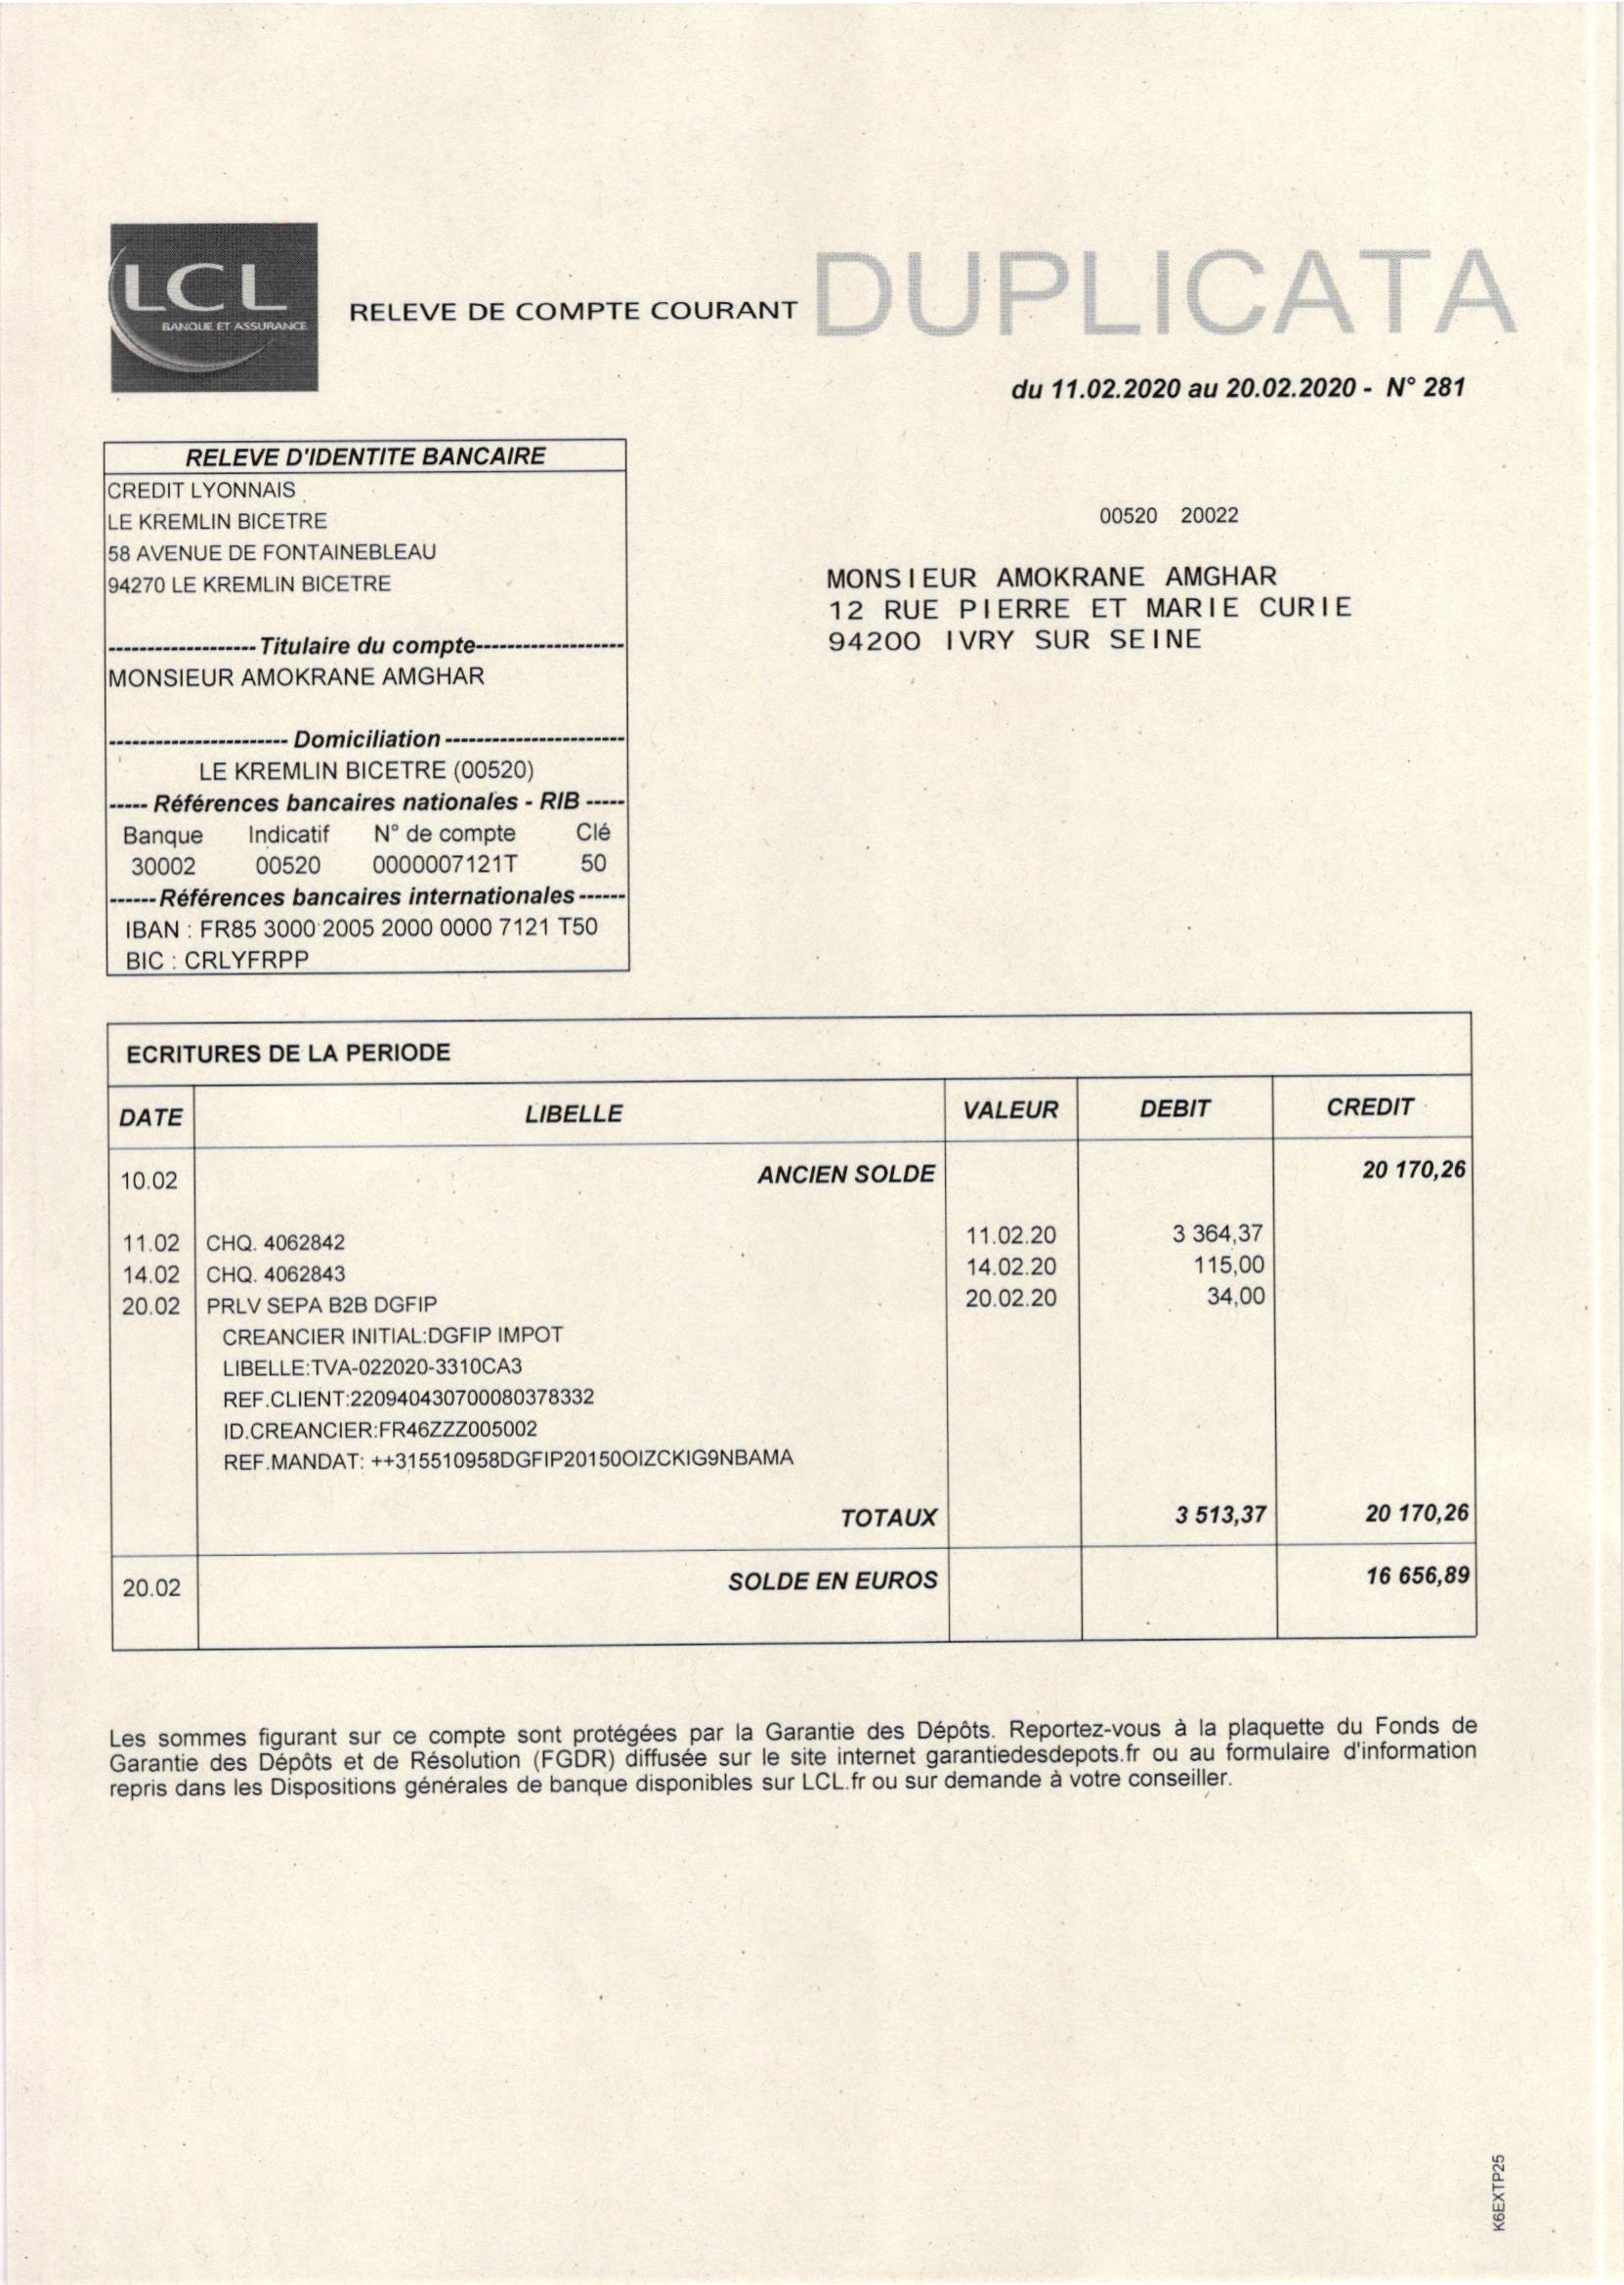 LCL
BANQUE ET ASSURANCE
RELEVE DE COMPTE COURANT
DUPLICATA
du 11.02.2020 au 20.02.2020 - N° 281
RELEVE D'IDENTITE BANCAIRE
CREDIT LYONNAIS
LE KREMLIN BICETRE
58 AVENUE DE FONTAINEBLEAU
94270 LE KREMLIN BICETRE
------------------- Titulaire du compte-------------------
MONSIEUR AMOKRANE AMGHAR
----------------------- Domiciliation -----------------------
LE KREMLIN BICETRE (00520)
----- Références bancaires nationales - RIB -----
Banque Indicatif N° de compte Clé
30002 00520 0000007121T 50
------ Références bancaires internationales ------
IBAN : FR85 3000 2005 2000 0000 7121 T50
BIC : CRLYFRPP
00520 20022
MONSIEUR AMOKRANE AMGHAR
12 RUE PIERRE ET MARIE CURIE
94200 IVRY SUR SEINE
ECRITURES DE LA PERIODE
DATE LIBELLE VALEUR DEBIT CREDIT
10.02 ANCIEN SOLDE 20 170,26
11.02 CHQ. 4062842 11.02.20 3 364,37
14.02 CHQ. 4062843 14.02.20 115,00
20.02 PRLV SEPA B2B DGFIP 20.02.20 34,00
CREANCIER INITIAL:DGFIP IMPOT
LIBELLE:TVA-022020-3310CA3
REF.CLIENT:220940430700080378332
ID.CREANCIER:FR46ZZZ005002
REF.MANDAT: ++315510958DGFIP20150OIZCKIG9NBAMA
TOTAUX 3 513,37 20 170,26
20.02 SOLDE EN EUROS 16 656,89
Les sommes figurant sur ce compte sont protégées par la Garantie des Dépôts. Reportez-vous à la plaquette du Fonds de
Garantie des Dépôts et de Résolution (FGDR) diffusée sur le site internet garantiedesdepots.fr ou au formulaire d'information
repris dans les Dispositions générales de banque disponibles sur LCL.fr ou sur demande à votre conseiller.
K6EXTP25